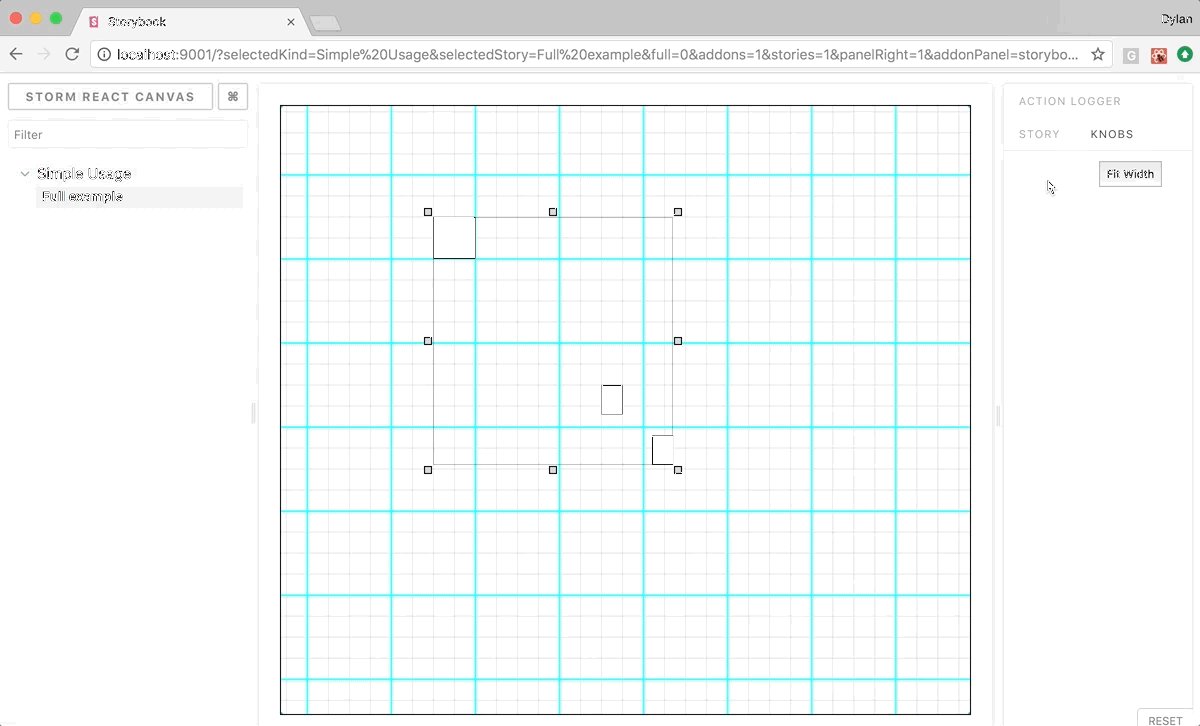 Storybook
Dylan
localhost:9001/?selectedKind=Simple%20Usage&selectedStory=Full%20example&full=0&addons=1&stories=1&panelRight=1&addonPanel=storybo...
G
STORM REACT CANVAS
⌘
Filter
Simple Usage
Full example
ACTION LOGGER
STORY
KNOBS
Fit Width
RESET